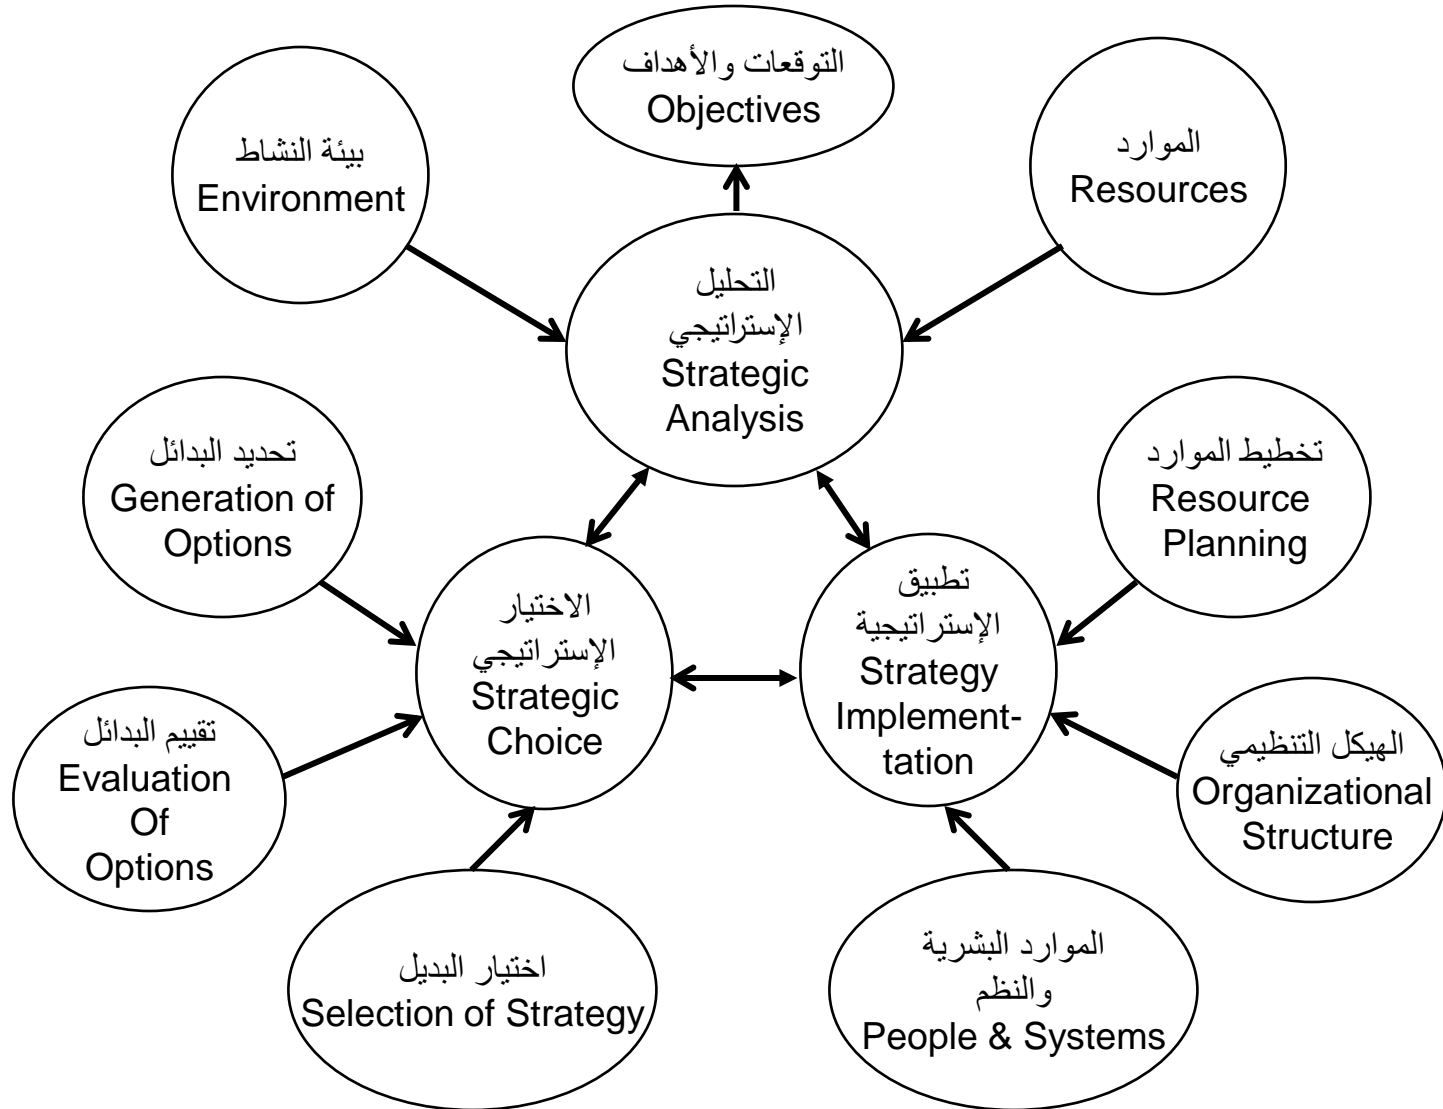 التوقعات والأهداف
Objectives
بيئة النشاط
Environment
الموارد
Resources
التحليل
الإستراتيجي
Strategic
Analysis
تحديد البدائل
Generation of
Options
تخطيط الموارد
Resource
Planning
الاختيار
الإستراتيجي
Strategic
Choice
تطبيق
الإستراتيجية
Strategy
Implement-
tation
تقييم البدائل
Evaluation
Of
Options
الهيكل التنظيمي
Organizational
Structure
اختيار البديل
Selection of Strategy
الموارد البشرية
والنظم
People & Systems